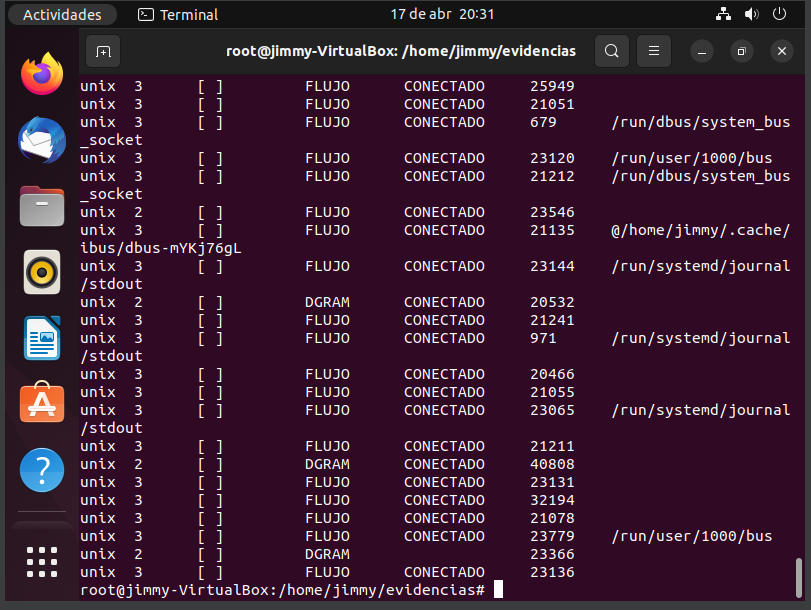 Actividades Terminal 17 de abr 20:31
root@jimmy-VirtualBox: /home/jimmy/evidencias
unix 3 [ ] FLUJO CONECTADO 25949
unix 3 [ ] FLUJO CONECTADO 21051
unix 3 [ ] FLUJO CONECTADO 679 /run/dbus/system_bus
_socket
unix 3 [ ] FLUJO CONECTADO 23120 /run/user/1000/bus
unix 3 [ ] FLUJO CONECTADO 21212 /run/dbus/system_bus
_socket
unix 2 [ ] FLUJO CONECTADO 23546
unix 3 [ ] FLUJO CONECTADO 21135 @/home/jimmy/.cache/
ibus/dbus-mYKj76gL
unix 3 [ ] FLUJO CONECTADO 23144 /run/systemd/journal
/stdout
unix 2 [ ] DGRAM CONECTADO 20532
unix 3 [ ] FLUJO CONECTADO 21241
unix 3 [ ] FLUJO CONECTADO 971 /run/systemd/journal
/stdout
unix 3 [ ] FLUJO CONECTADO 20466
unix 3 [ ] FLUJO CONECTADO 21055
unix 3 [ ] FLUJO CONECTADO 23065 /run/systemd/journal
/stdout
unix 3 [ ] FLUJO CONECTADO 21211
unix 2 [ ] DGRAM CONECTADO 40808
unix 3 [ ] FLUJO CONECTADO 23131
unix 3 [ ] FLUJO CONECTADO 32194
unix 3 [ ] FLUJO CONECTADO 21078
unix 3 [ ] FLUJO CONECTADO 23779 /run/user/1000/bus
unix 2 [ ] DGRAM 23366
unix 3 [ ] FLUJO CONECTADO 23136
root@jimmy-VirtualBox:/home/jimmy/evidencias#